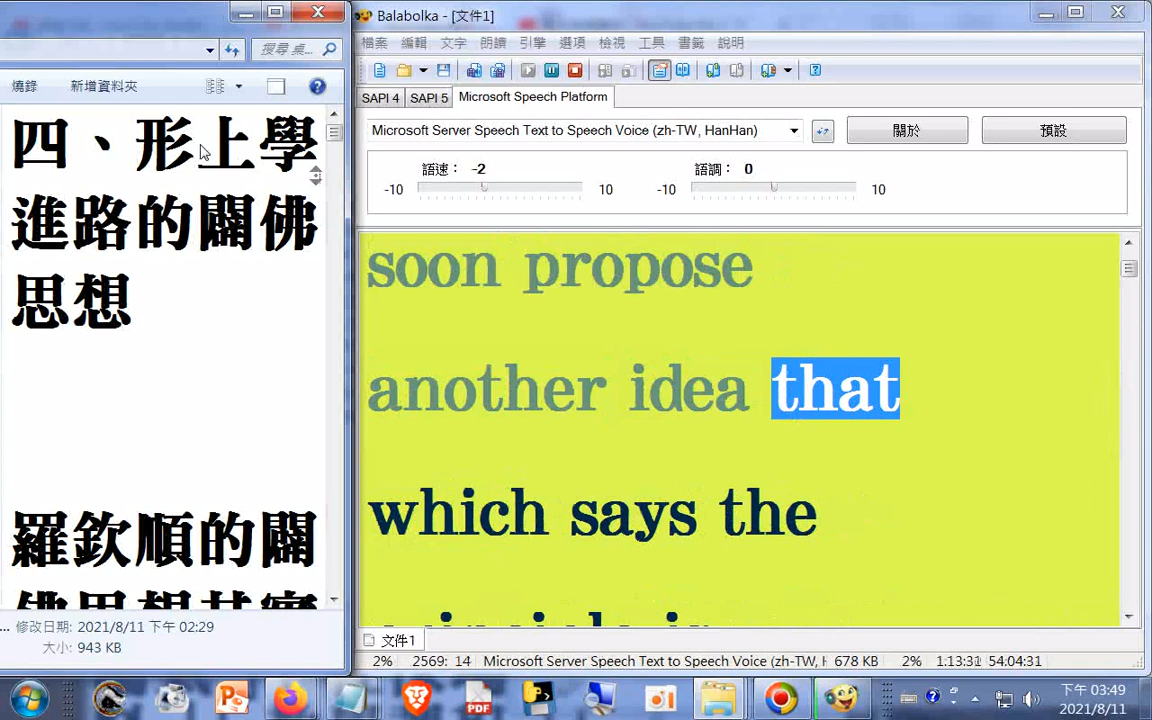 搜尋 桌...
燒錄 新增資料夾
四、形上學
進路的闢佛
思想
羅欽順的闢
佛思想其實
... 修改日期: 2021/8/11 下午 02:29
大小: 943 KB
Balabolka - [文件1]
檔案 編輯 文字 朗讀 引擎 選項 檢視 工具 書籤 說明
SAPI 4 SAPI 5 Microsoft Speech Platform
Microsoft Server Speech Text to Speech Voice (zh-TW, HanHan) 關於 預設
語速： -2 語調： 0
-10 10 -10 10
soon propose
another idea that
which says the
文件1
2% 2569: 14 Microsoft Server Speech Text to Speech Voice (zh-TW, H 678 KB 2% 1:13:31 54:04:31
PDF
下午 03:49
2021/8/11